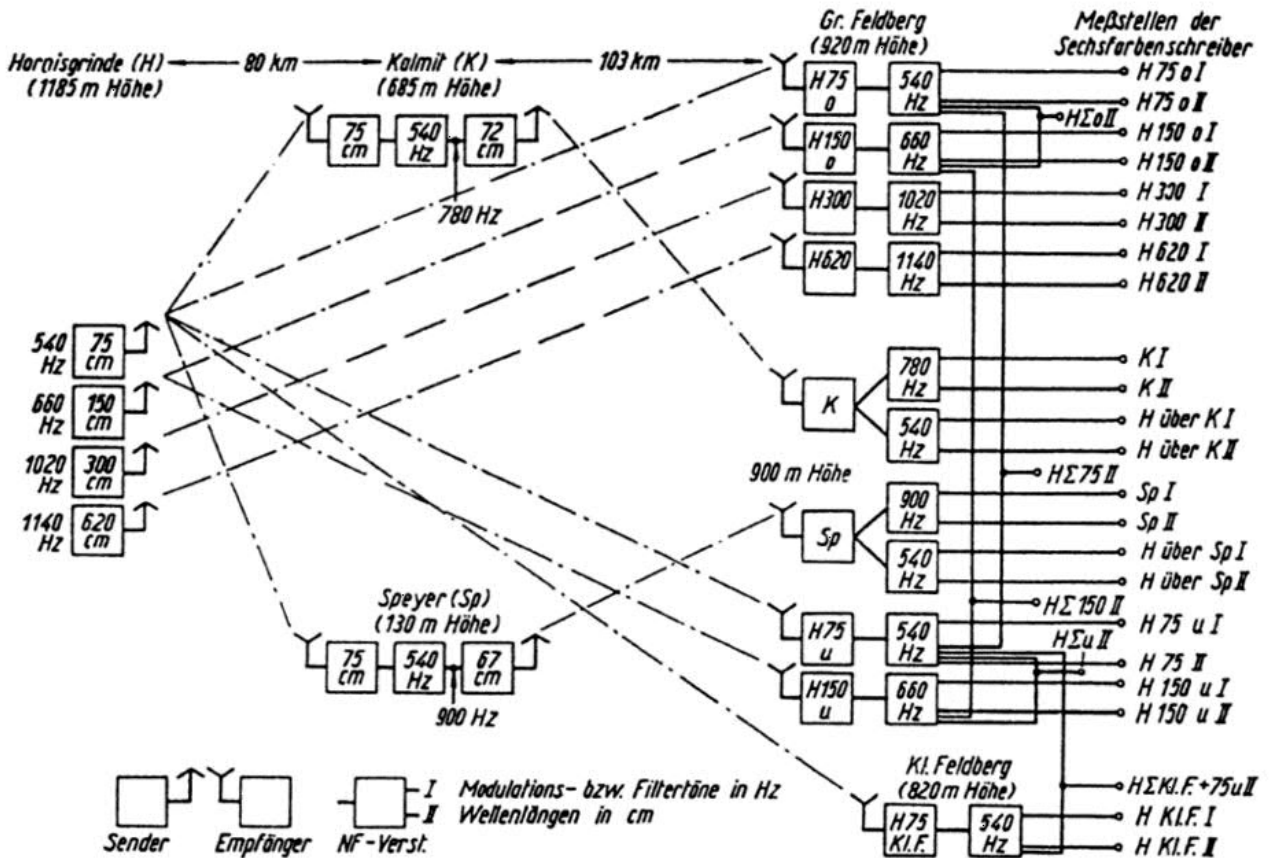 Hornisgrinde (H)
(1185 m Höhe)
80 km
Kalmit (K)
(685 m Höhe)
103 km
Gr. Feldberg
(920 m Höhe)
Meßstellen der
Sechsfarbenschreiber
75 cm
540 Hz
72 cm
780 Hz
H75 o
540 Hz
H 75 o I
H 75 o II
HΣo II
H150 o
660 Hz
H 150 o I
H 150 o II
H300
1020 Hz
H 300 I
H 300 II
H620
1140 Hz
H 620 I
H 620 II
540 Hz
75 cm
660 Hz
150 cm
1020 Hz
300 cm
1140 Hz
620 cm
K
780 Hz
K I
K II
540 Hz
H über K I
H über K II
HΣ75 II
900 m Höhe
Sp
900 Hz
Sp I
Sp II
540 Hz
H über Sp I
H über Sp II
HΣ150 II
Speyer (Sp)
(130 m Höhe)
75 cm
540 Hz
67 cm
900 Hz
H75 u
540 Hz
H 75 u I
HΣu II
H 75 II
H150 u
660 Hz
H 150 u I
H 150 u II
Kl. Feldberg
(820 m Höhe)
H75 Kl.F.
540 Hz
HΣKl.F.+75u II
H Kl.F. I
H Kl.F. II
Sender
Empfänger
NF-Verst.
I Modulations- bzw. Filtertöne in Hz
II Wellenlängen in cm